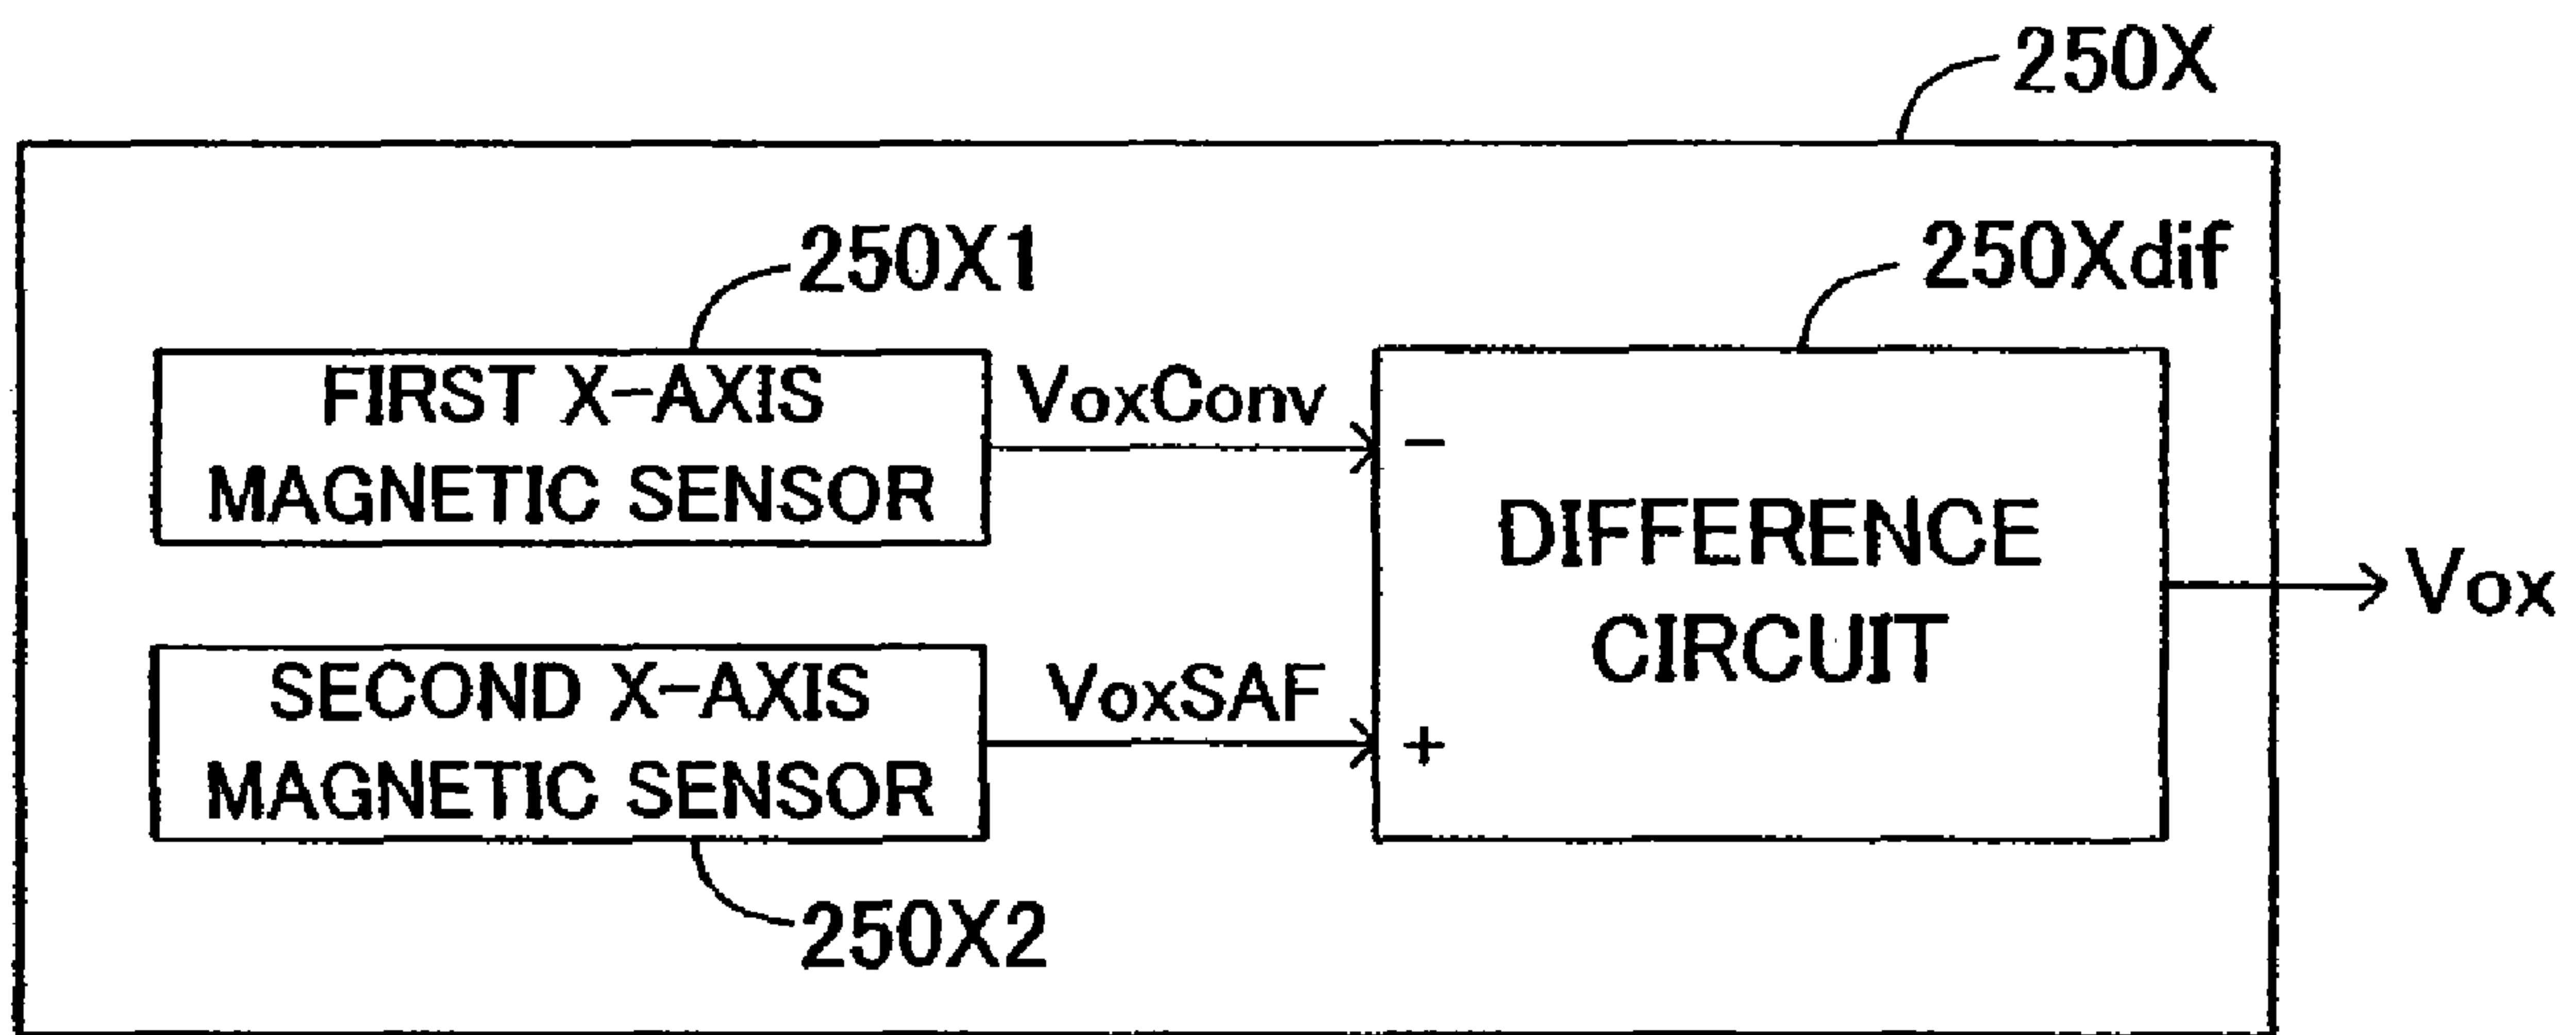 250X
250X1
250Xdif
FIRST X-AXIS
MAGNETIC SENSOR
VoxConv
−
DIFFERENCE
CIRCUIT
Vox
SECOND X-AXIS
MAGNETIC SENSOR
VoxSAF
+
250X2